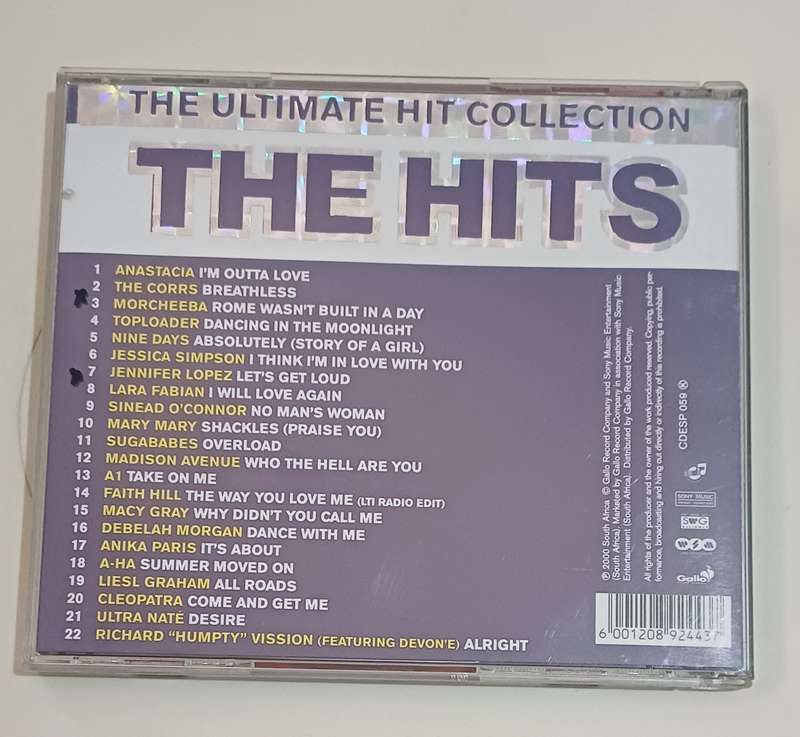 THE ULTIMATE HIT COLLECTION
THE HITS
1 ANASTACIA I'M OUTTA LOVE
2 THE CORRS BREATHLESS
3 MORCHEEBA ROME WASN'T BUILT IN A DAY
4 TOPLOADER DANCING IN THE MOONLIGHT
5 NINE DAYS ABSOLUTELY (STORY OF A GIRL)
6 JESSICA SIMPSON I THINK I'M IN LOVE WITH YOU
7 JENNIFER LOPEZ LET'S GET LOUD
8 LARA FABIAN I WILL LOVE AGAIN
9 SINEAD O'CONNOR NO MAN'S WOMAN
10 MARY MARY SHACKLES (PRAISE YOU)
11 SUGABABES OVERLOAD
12 MADISON AVENUE WHO THE HELL ARE YOU
13 A1 TAKE ON ME
14 FAITH HILL THE WAY YOU LOVE ME (LTI RADIO EDIT)
15 MACY GRAY WHY DIDN'T YOU CALL ME
16 DEBELAH MORGAN DANCE WITH ME
17 ANIKA PARIS IT'S ABOUT
18 A-HA SUMMER MOVED ON
19 LIESL GRAHAM ALL ROADS
20 CLEOPATRA COME AND GET ME
21 ULTRA NATÉ DESIRE
22 RICHARD "HUMPTY" VISSION (FEATURING DEVON'E) ALRIGHT
℗ 2000 South Africa © Gallo Record Company and Sony Music Entertainment
(South Africa). Marketed by Gallo Record Company in association with Sony Music
Entertainment (South Africa). Distributed by Gallo Record Company.
All rights of the producer and the owner of the work produced reserved. Copying, public per-
formance, broadcasting and hiring out directly or indirectly of this recording is prohibited.
CDESP 059
SONY MUSIC
Gallo
6 001208 924437